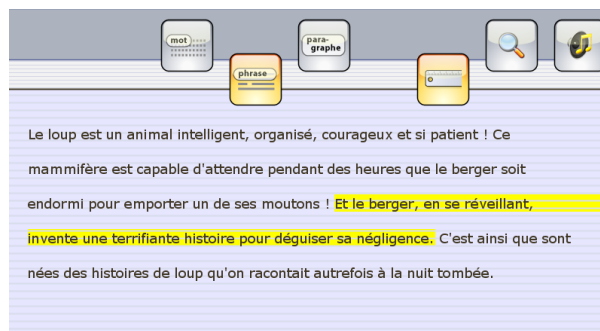 mot
phrase
para-
graphe
Le loup est un animal intelligent, organisé, courageux et si patient ! Ce
mammifère est capable d'attendre pendant des heures que le berger soit
endormi pour emporter un de ses moutons ! Et le berger, en se réveillant,
invente une terrifiante histoire pour déguiser sa négligence. C'est ainsi que sont
nées des histoires de loup qu'on racontait autrefois à la nuit tombée.